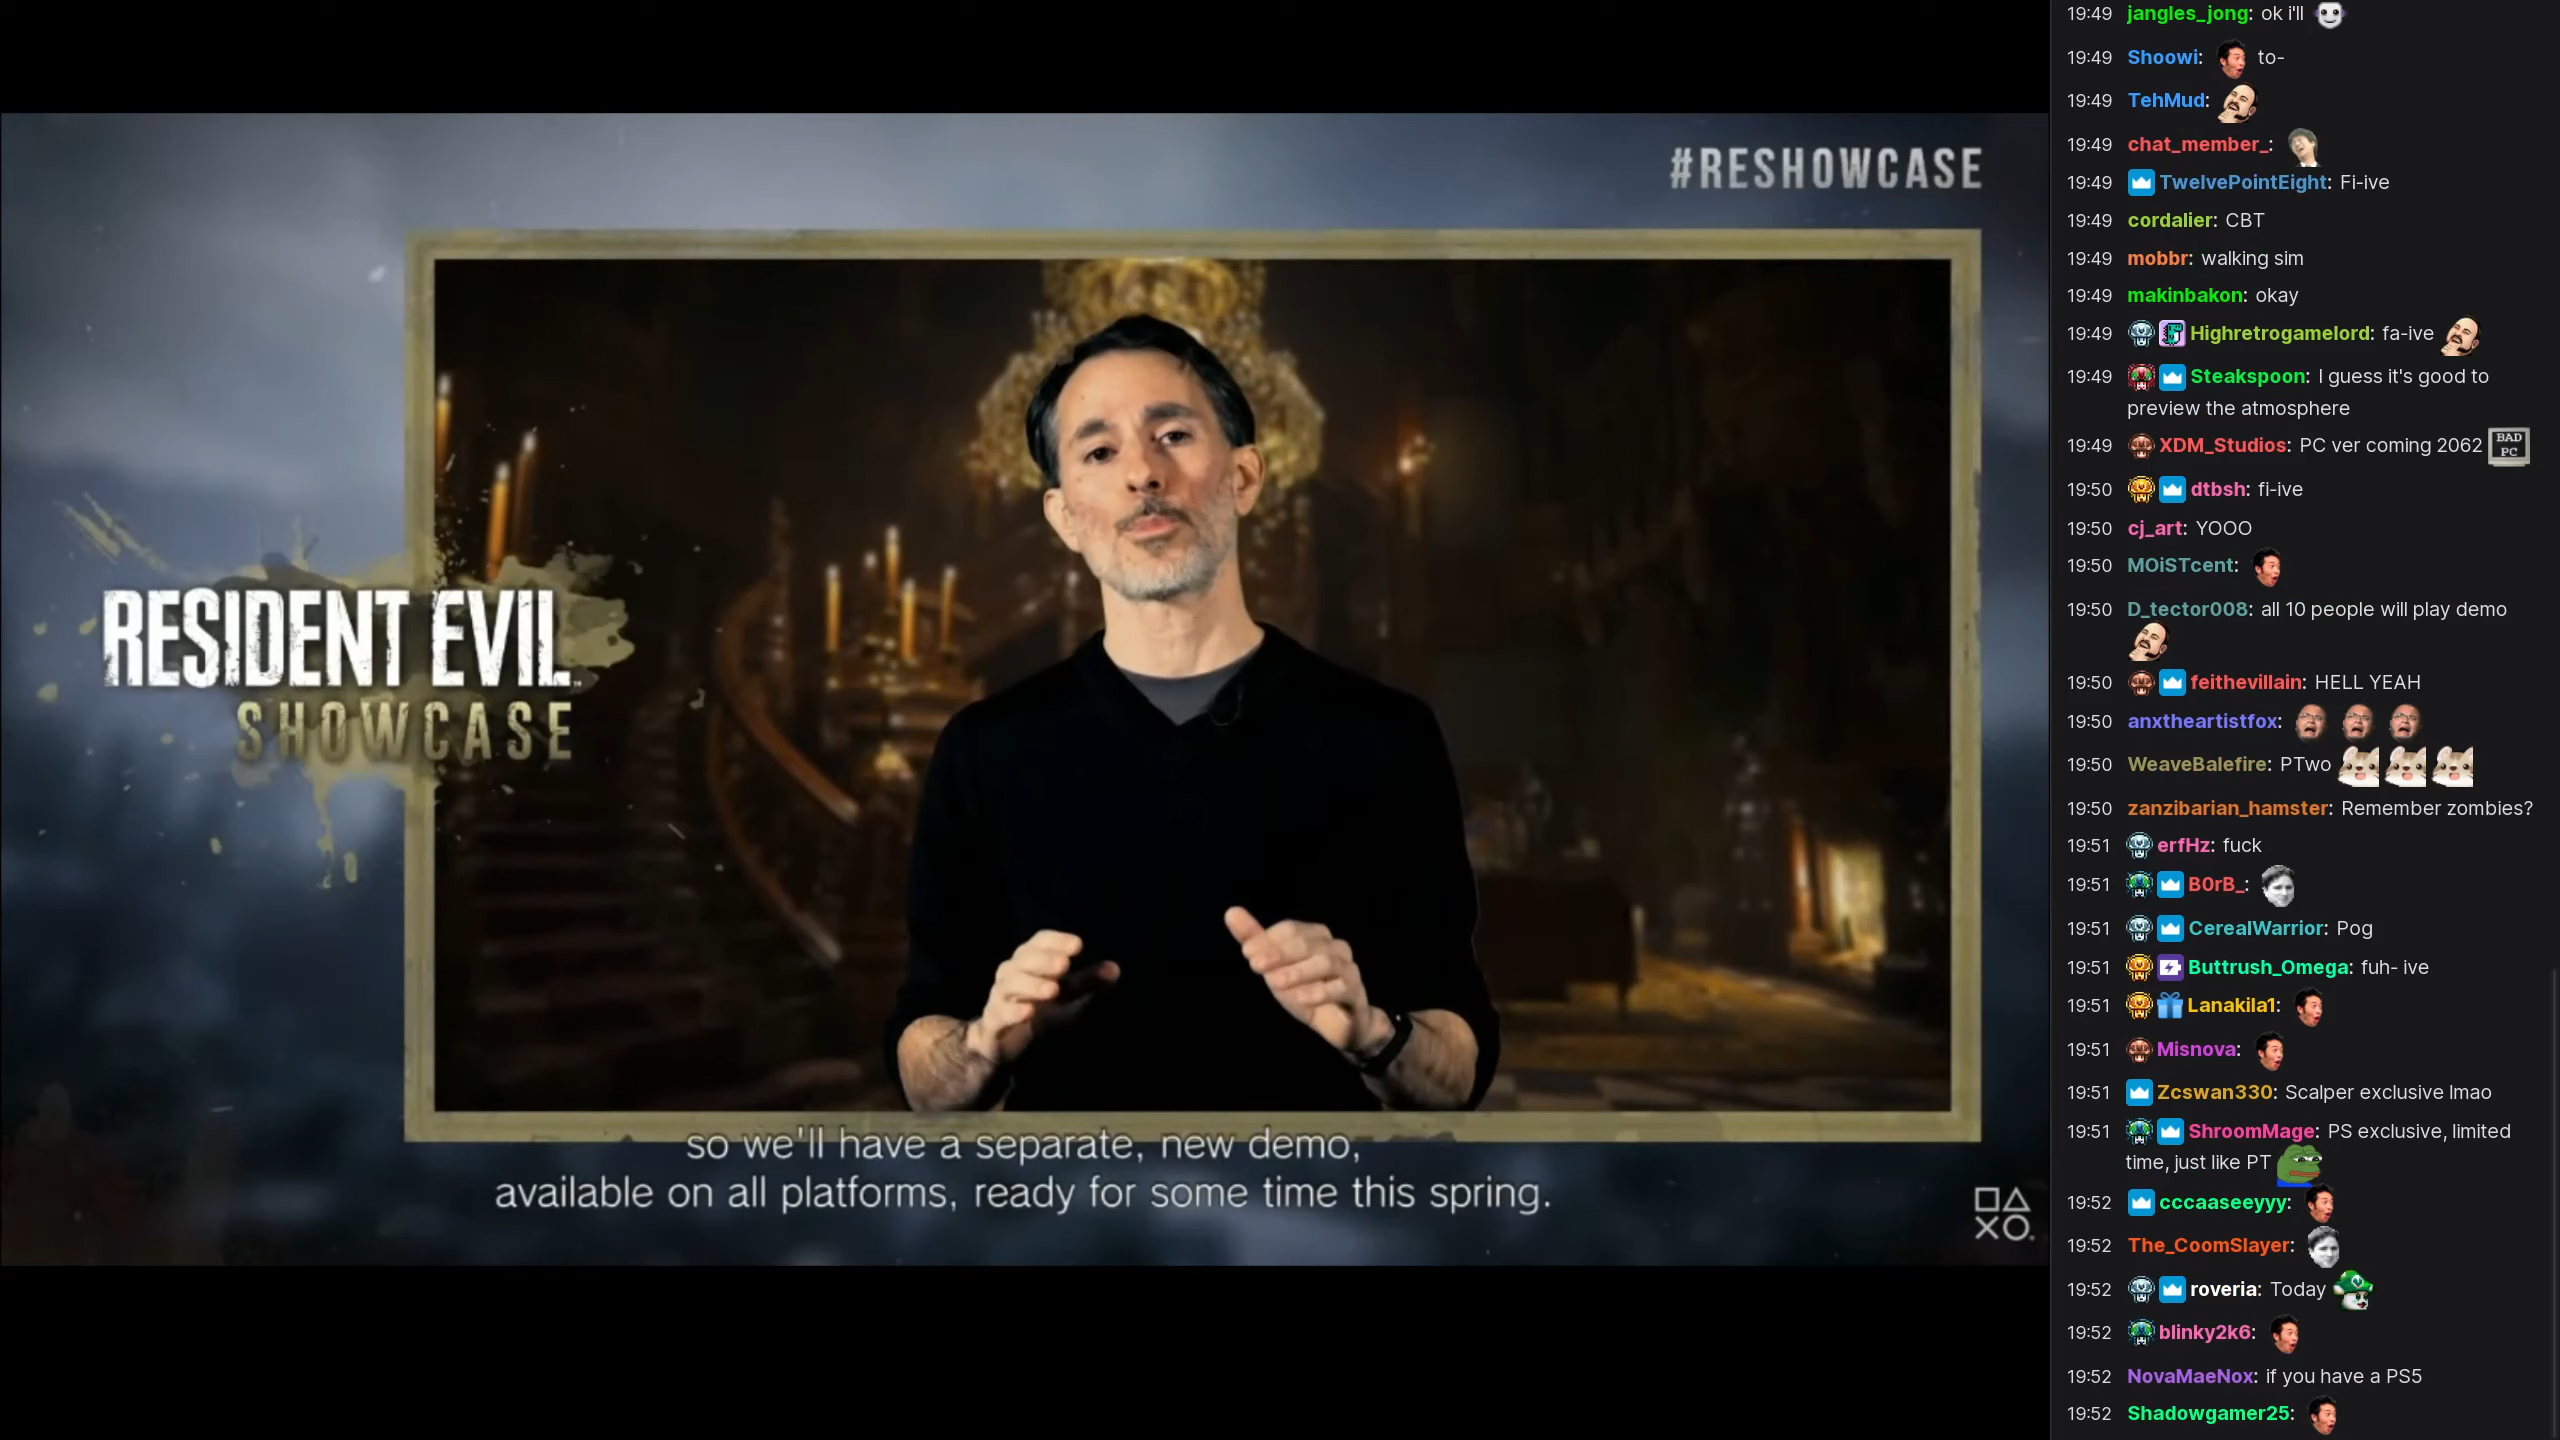 #RESHOWCASE
RESIDENT EVIL™
SHOWCASE
so we'll have a separate, new demo,
available on all platforms, ready for some time this spring.
19:49 jangles_jong: ok i'll
19:49 Shoowi: to-
19:49 TehMud:
19:49 chat_member_:
19:49 TwelvePointEight: Fi-ive
19:49 cordalier: CBT
19:49 mobbr: walking sim
19:49 makinbakon: okay
19:49 Highretrogamelord: fa-ive
19:49 Steakspoon: I guess it's good to
preview the atmosphere
19:49 XDM_Studios: PC ver coming 2062 BAD PC
19:50 dtbsh: fi-ive
19:50 cj_art: YOOO
19:50 MOiSTcent:
19:50 D_tector008: all 10 people will play demo
19:50 feithevillain: HELL YEAH
19:50 anxtheartistfox:
19:50 WeaveBalefire: PTwo
19:50 zanzibarian_hamster: Remember zombies?
19:51 erfHz: fuck
19:51 B0rB_:
19:51 CerealWarrior: Pog
19:51 Buttrush_Omega: fuh- ive
19:51 Lanakila1:
19:51 Misnova:
19:51 Zcswan330: Scalper exclusive lmao
19:51 ShroomMage: PS exclusive, limited
time, just like PT
19:52 cccaaseeyyy:
19:52 The_CoomSlayer:
19:52 roveria: Today
19:52 blinky2k6:
19:52 NovaMaeNox: if you have a PS5
19:52 Shadowgamer25: